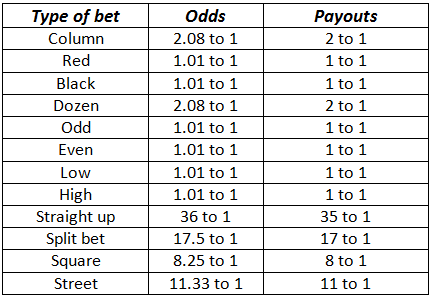 Type of bet Odds Payouts
Column 2.08 to 1 2 to 1
Red 1.01 to 1 1 to 1
Black 1.01 to 1 1 to 1
Dozen 2.08 to 1 2 to 1
Odd 1.01 to 1 1 to 1
Even 1.01 to 1 1 to 1
Low 1.01 to 1 1 to 1
High 1.01 to 1 1 to 1
Straight up 36 to 1 35 to 1
Split bet 17.5 to 1 17 to 1
Square 8.25 to 1 8 to 1
Street 11.33 to 1 11 to 1